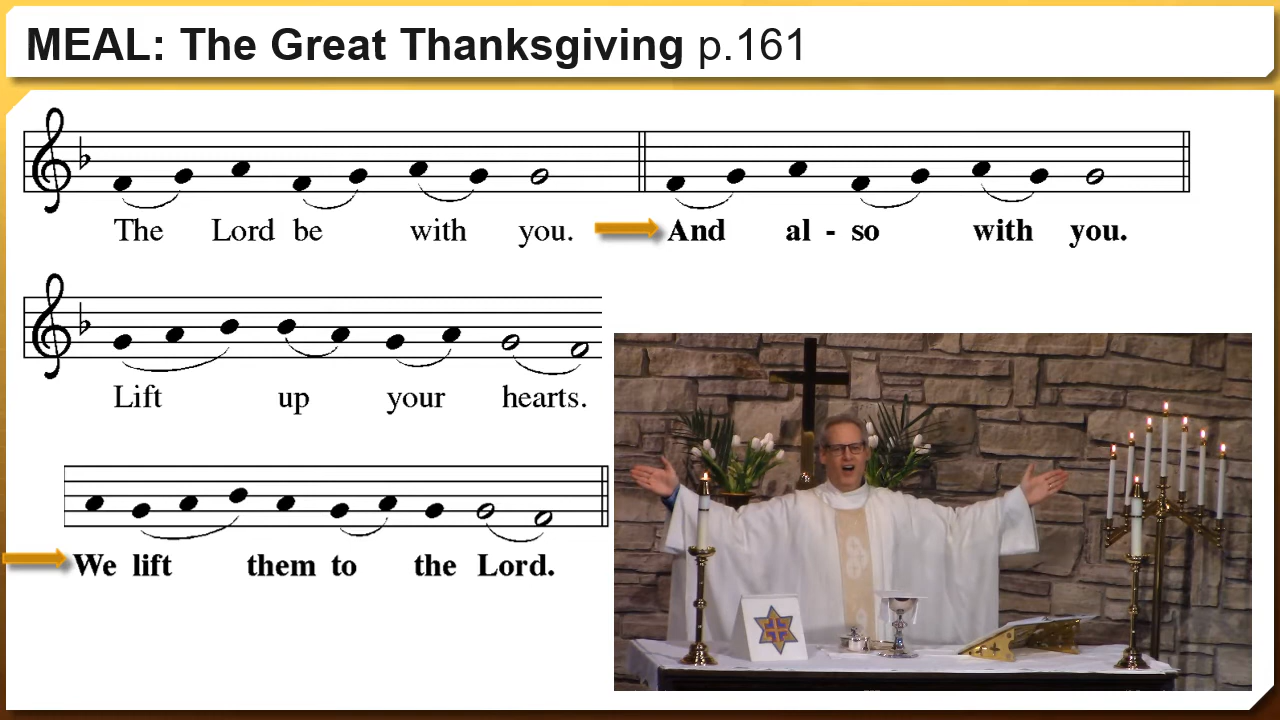 MEAL: The Great Thanksgiving p.161
The Lord be with you. And al - so with you.
Lift up your hearts.
We lift them to the Lord.